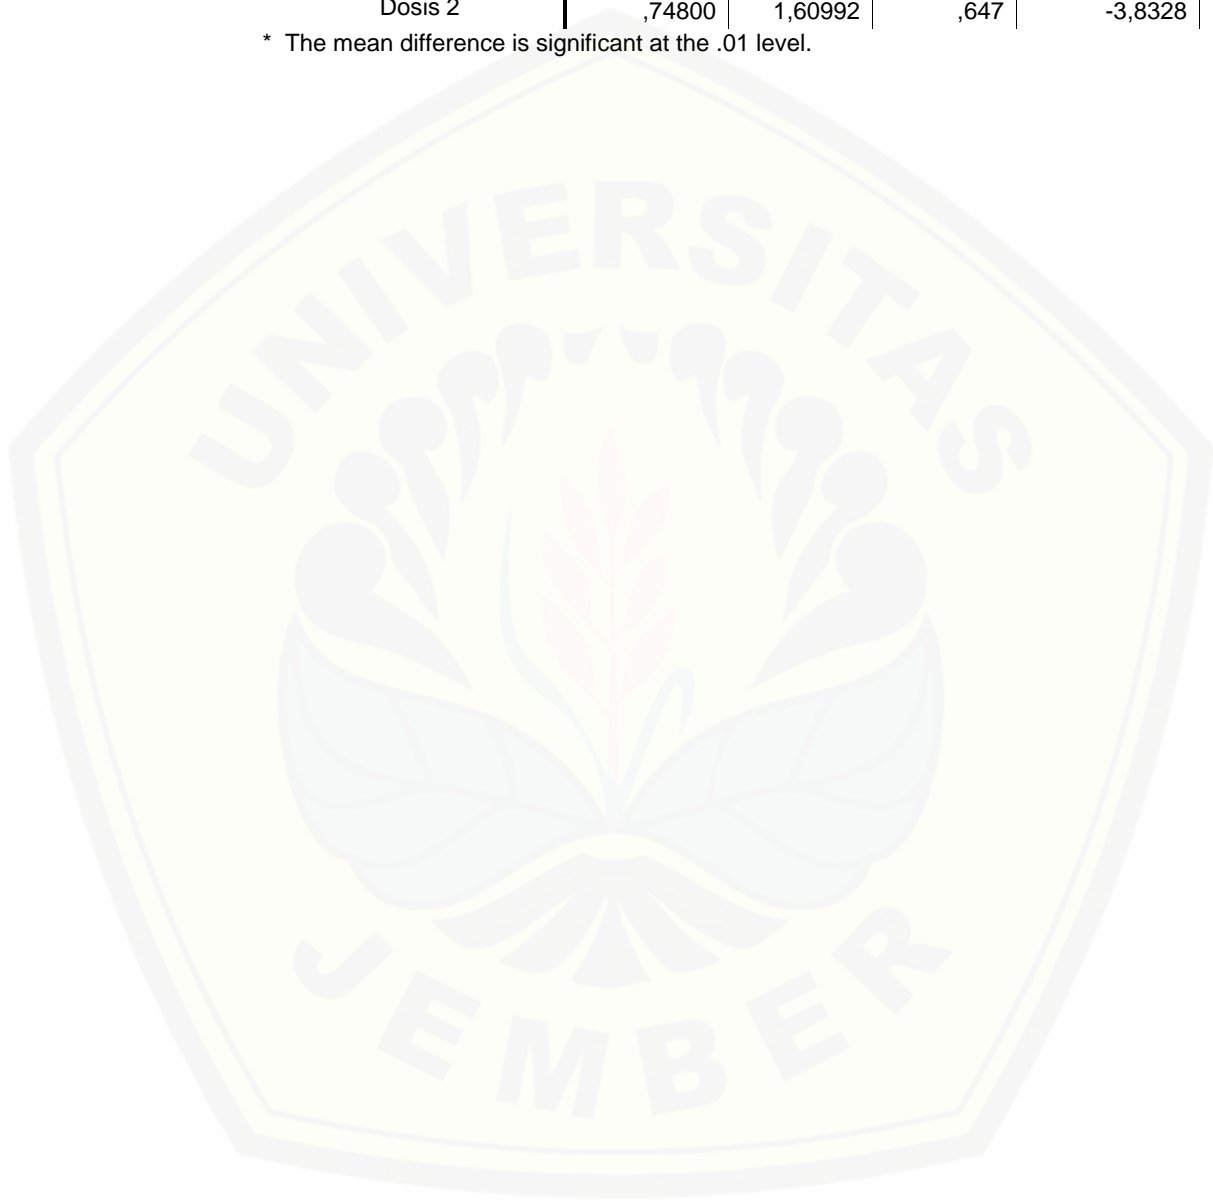 Dosis 2 ,74800 1,60992 ,647 -3,8328
* The mean difference is significant at the .01 level.
UNIVERSITAS
JEMBER